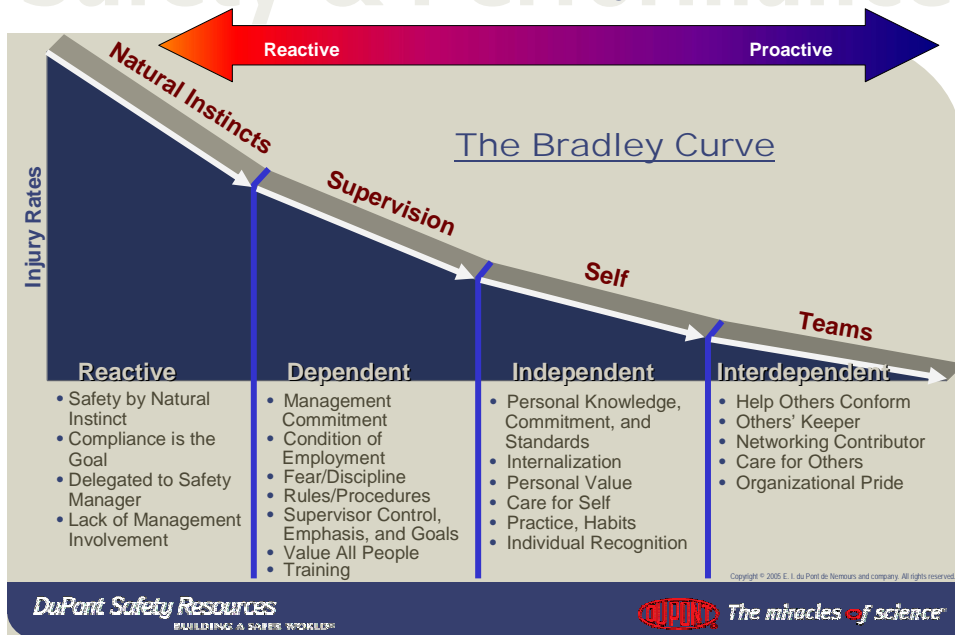 Safety & Performance
Reactive
Proactive
Natural Instincts
The Bradley Curve
Supervision
Self
Teams
Injury Rates
Reactive
• Safety by Natural
Instinct
• Compliance is the
Goal
• Delegated to Safety
Manager
• Lack of Management
Involvement
Dependent
• Management
Commitment
• Condition of
Employment
• Fear/Discipline
• Rules/Procedures
• Supervisor Control,
Emphasis, and Goals
• Value All People
• Training
Independent
• Personal Knowledge,
Commitment, and
Standards
• Internalization
• Personal Value
• Care for Self
• Practice, Habits
• Individual Recognition
Interdependent
• Help Others Conform
• Others' Keeper
• Networking Contributor
• Care for Others
• Organizational Pride
Copyright © 2005 E. I. du Pont de Nemours and company. All rights reserved.
DuPont Safety Resources
BUILDING A SAFER WORLD℠
DUPONT The miracles of science™